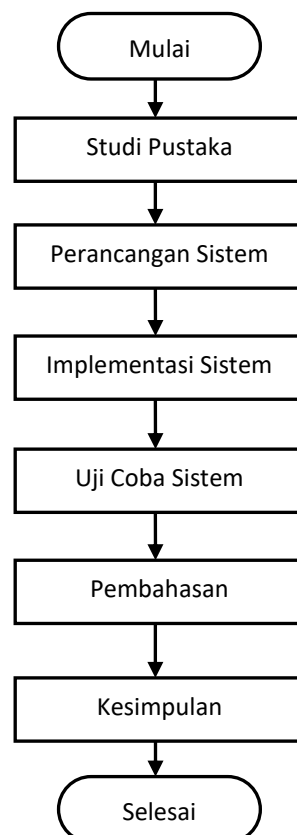 Mulai
Studi Pustaka
Perancangan Sistem
Implementasi Sistem
Uji Coba Sistem
Pembahasan
Kesimpulan
Selesai